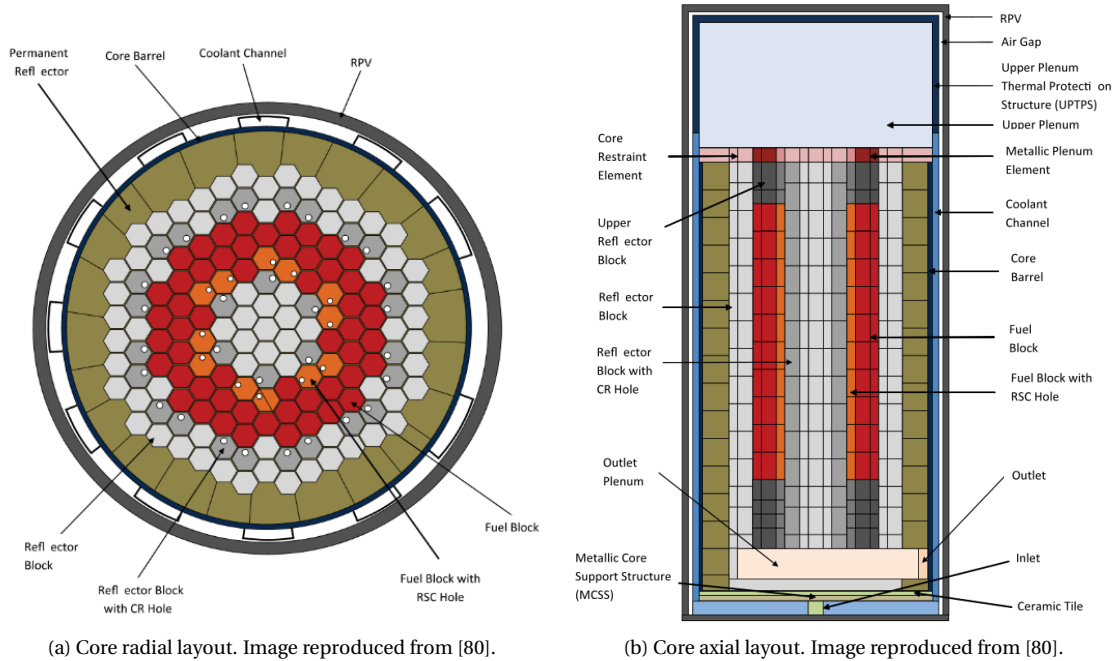 Permanent
Refl ector
Core Barrel
Coolant Channel
RPV
Refl ector
Block
Refl ector Block
with CR Hole
Fuel Block with
RSC Hole
Fuel Block
(a) Core radial layout. Image reproduced from [80].
RPV
Air Gap
Upper Plenum
Thermal Protecti on
Structure (UPTPS)
Upper Plenum
Core
Restraint
Element
Metallic Plenum
Element
Upper
Refl ector
Block
Coolant
Channel
Core
Barrel
Refl ector
Block
Refl ector
Block with
CR Hole
Fuel
Block
Fuel Block with
RSC Hole
Outlet
Plenum
Outlet
Metallic Core
Support Structure
(MCSS)
Inlet
Ceramic Tile
(b) Core axial layout. Image reproduced from [80].